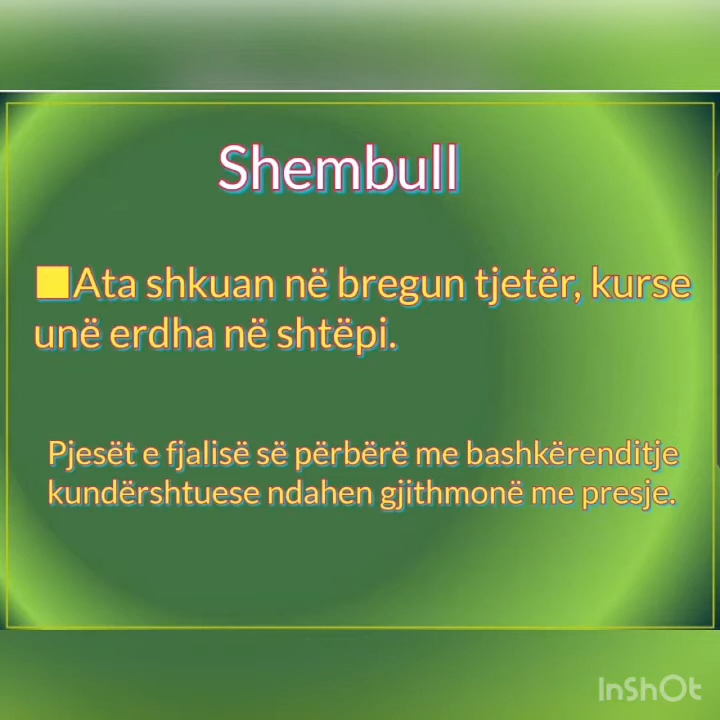 Shembull
Ata shkuan në bregun tjetër, kurse
unë erdha në shtëpi.
Pjesët e fjalisë së përbërë me bashkërenditje
kundërshtuese ndahen gjithmonë me presje.
InShOt